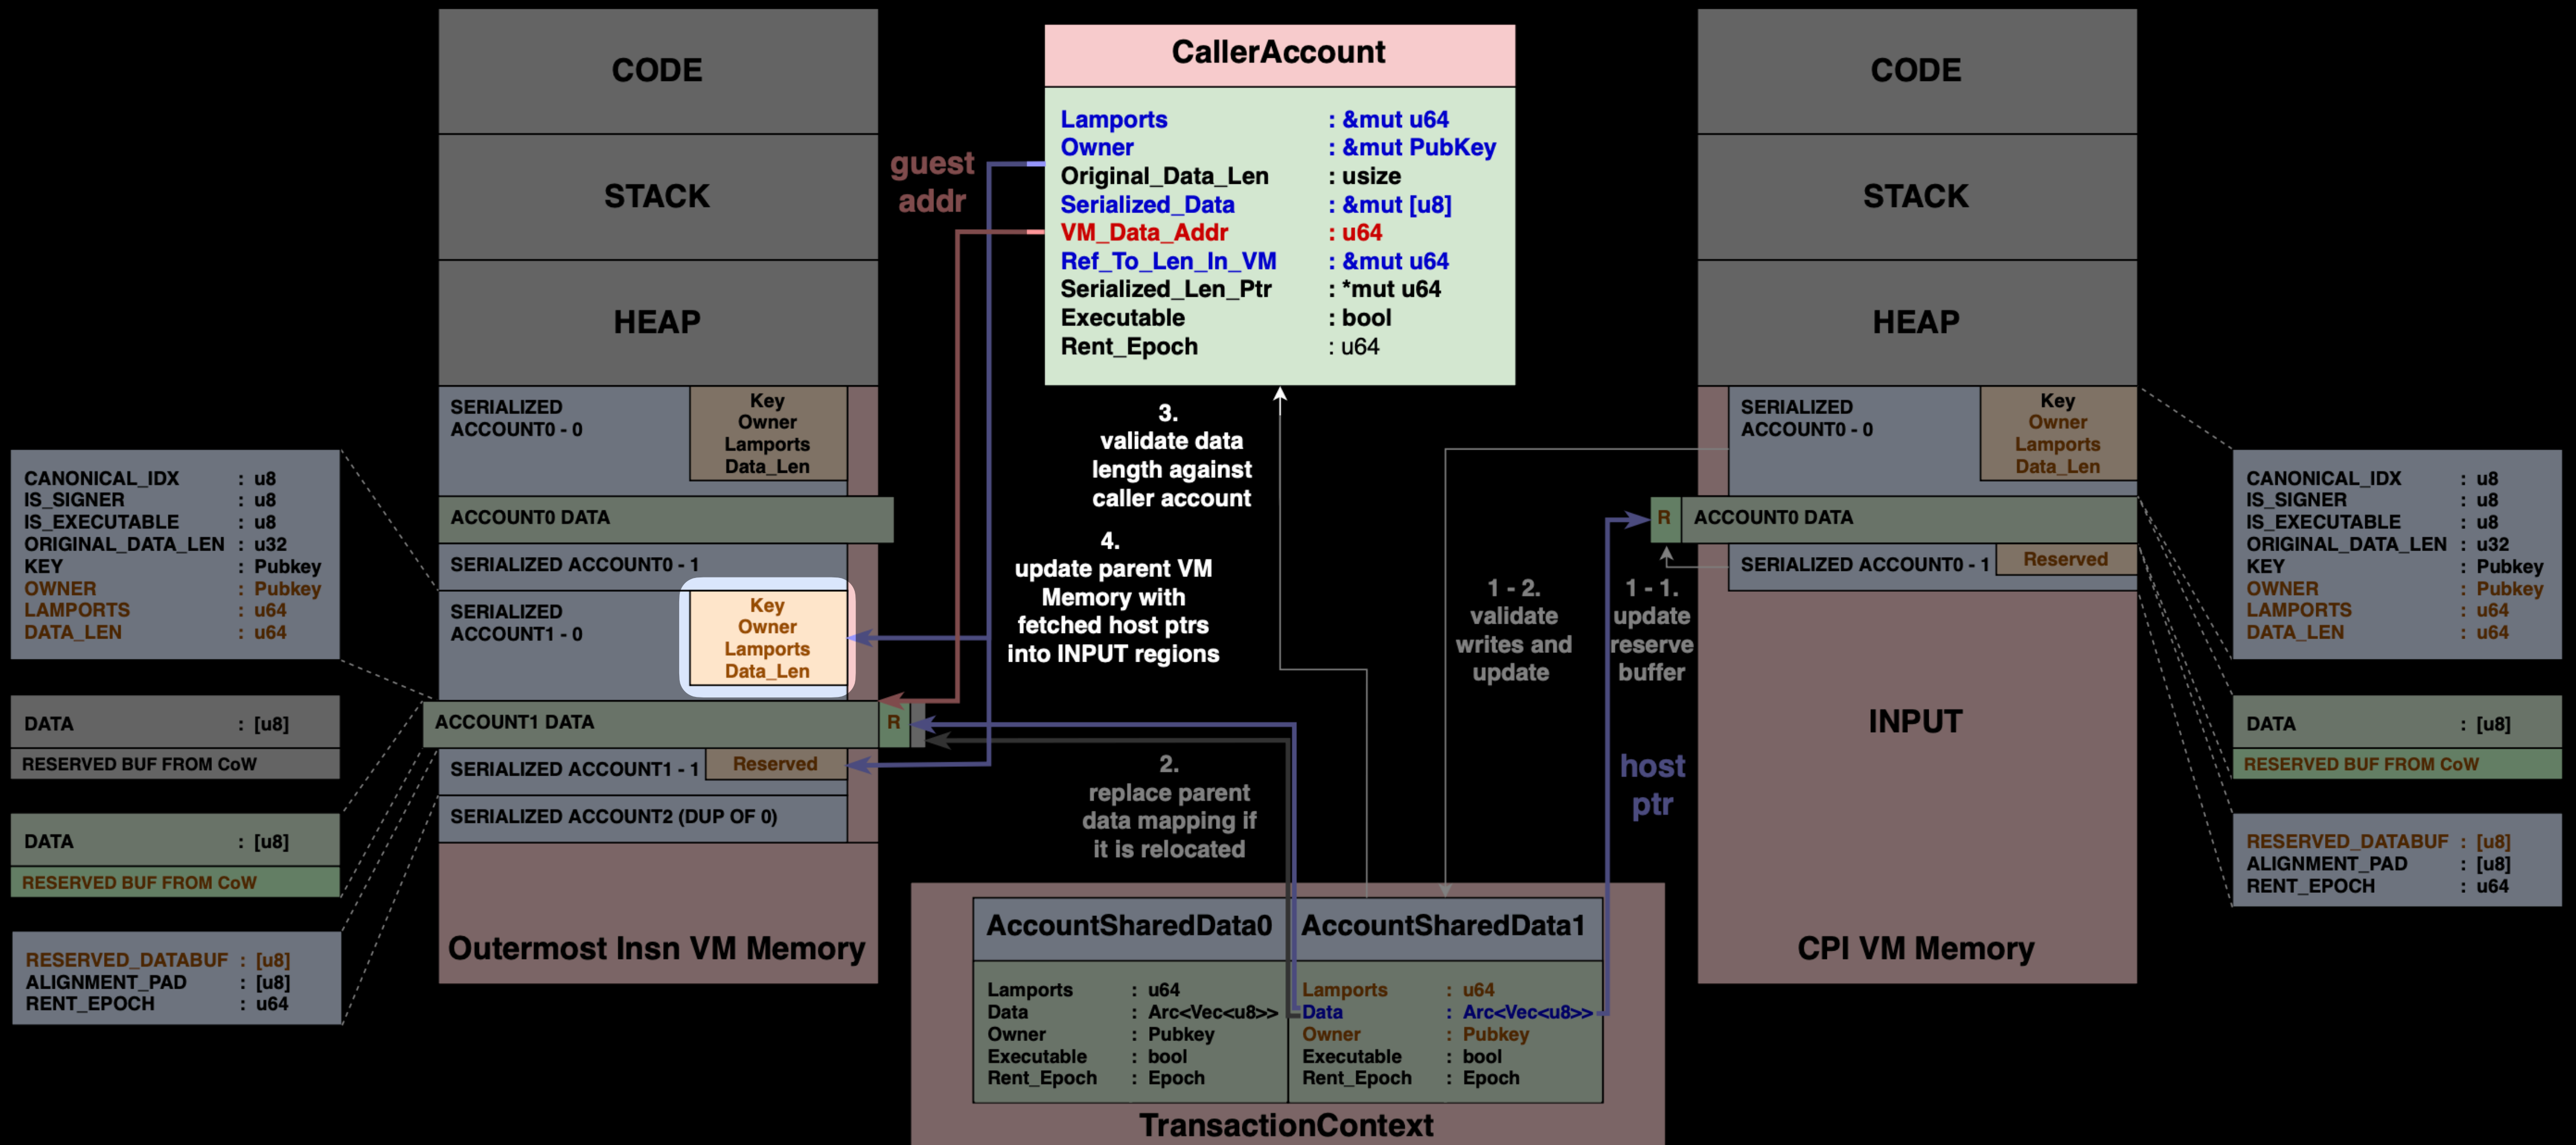 CODE
STACK
HEAP
SERIALIZED
ACCOUNT0 - 0
Key
Owner
Lamports
Data_Len
ACCOUNT0 DATA
SERIALIZED ACCOUNT0 - 1
SERIALIZED
ACCOUNT1 - 0
Key
Owner
Lamports
Data_Len
ACCOUNT1 DATA
R
SERIALIZED ACCOUNT1 - 1
Reserved
SERIALIZED ACCOUNT2 (DUP OF 0)
Outermost Insn VM Memory
CANONICAL_IDX : u8
IS_SIGNER : u8
IS_EXECUTABLE : u8
ORIGINAL_DATA_LEN : u32
KEY : Pubkey
OWNER : Pubkey
LAMPORTS : u64
DATA_LEN : u64
DATA : [u8]
RESERVED BUF FROM CoW
DATA : [u8]
RESERVED BUF FROM CoW
RESERVED_DATABUF : [u8]
ALIGNMENT_PAD : [u8]
RENT_EPOCH : u64
guest
addr
CallerAccount
Lamports : &mut u64
Owner : &mut PubKey
Original_Data_Len : usize
Serialized_Data : &mut [u8]
VM_Data_Addr : u64
Ref_To_Len_In_VM : &mut u64
Serialized_Len_Ptr : *mut u64
Executable : bool
Rent_Epoch : u64
3.
validate data
length against
caller account
4.
update parent VM
Memory with
fetched host ptrs
into INPUT regions
2.
replace parent
data mapping if
it is relocated
1 - 2.
validate
writes and
update
1 - 1.
update
reserve
buffer
host
ptr
AccountSharedData0
Lamports : u64
Data : Arc<Vec<u8>>
Owner : Pubkey
Executable : bool
Rent_Epoch : Epoch
AccountSharedData1
Lamports : u64
Data : Arc<Vec<u8>>
Owner : Pubkey
Executable : bool
Rent_Epoch : Epoch
TransactionContext
CODE
STACK
HEAP
SERIALIZED
ACCOUNT0 - 0
Key
Owner
Lamports
Data_Len
R
ACCOUNT0 DATA
SERIALIZED ACCOUNT0 - 1
Reserved
INPUT
CPI VM Memory
CANONICAL_IDX : u8
IS_SIGNER : u8
IS_EXECUTABLE : u8
ORIGINAL_DATA_LEN : u32
KEY : Pubkey
OWNER : Pubkey
LAMPORTS : u64
DATA_LEN : u64
DATA : [u8]
RESERVED BUF FROM CoW
RESERVED_DATABUF : [u8]
ALIGNMENT_PAD : [u8]
RENT_EPOCH : u64